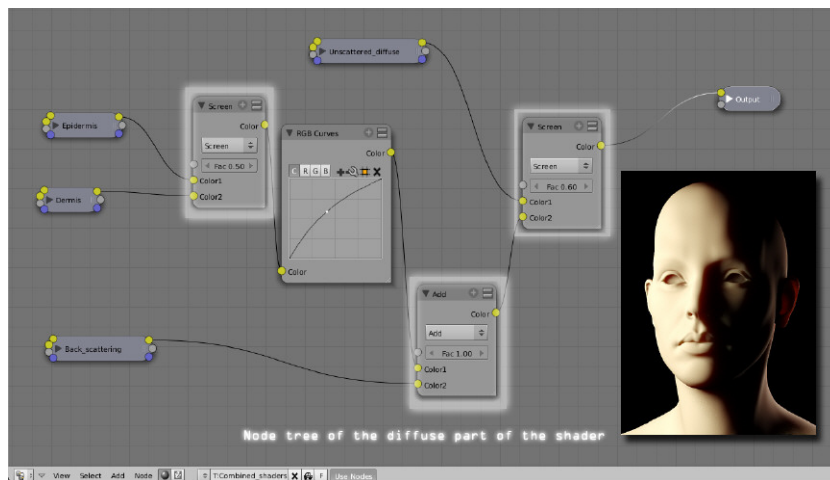 Unscattered_diffuse
Output
Epidermis
Dermis
Back_scattering
Screen
Color
Screen
Fac 0.50
Color1
Color2
RGB Curves
Color
C R G B
Color
Screen
Color
Screen
Fac 0.60
Color1
Color2
Add
Color
Add
Fac 1.00
Color1
Color2
Node tree of the diffuse part of the shader
View Select Add Node T:Combined_shaders X F Use Nodes